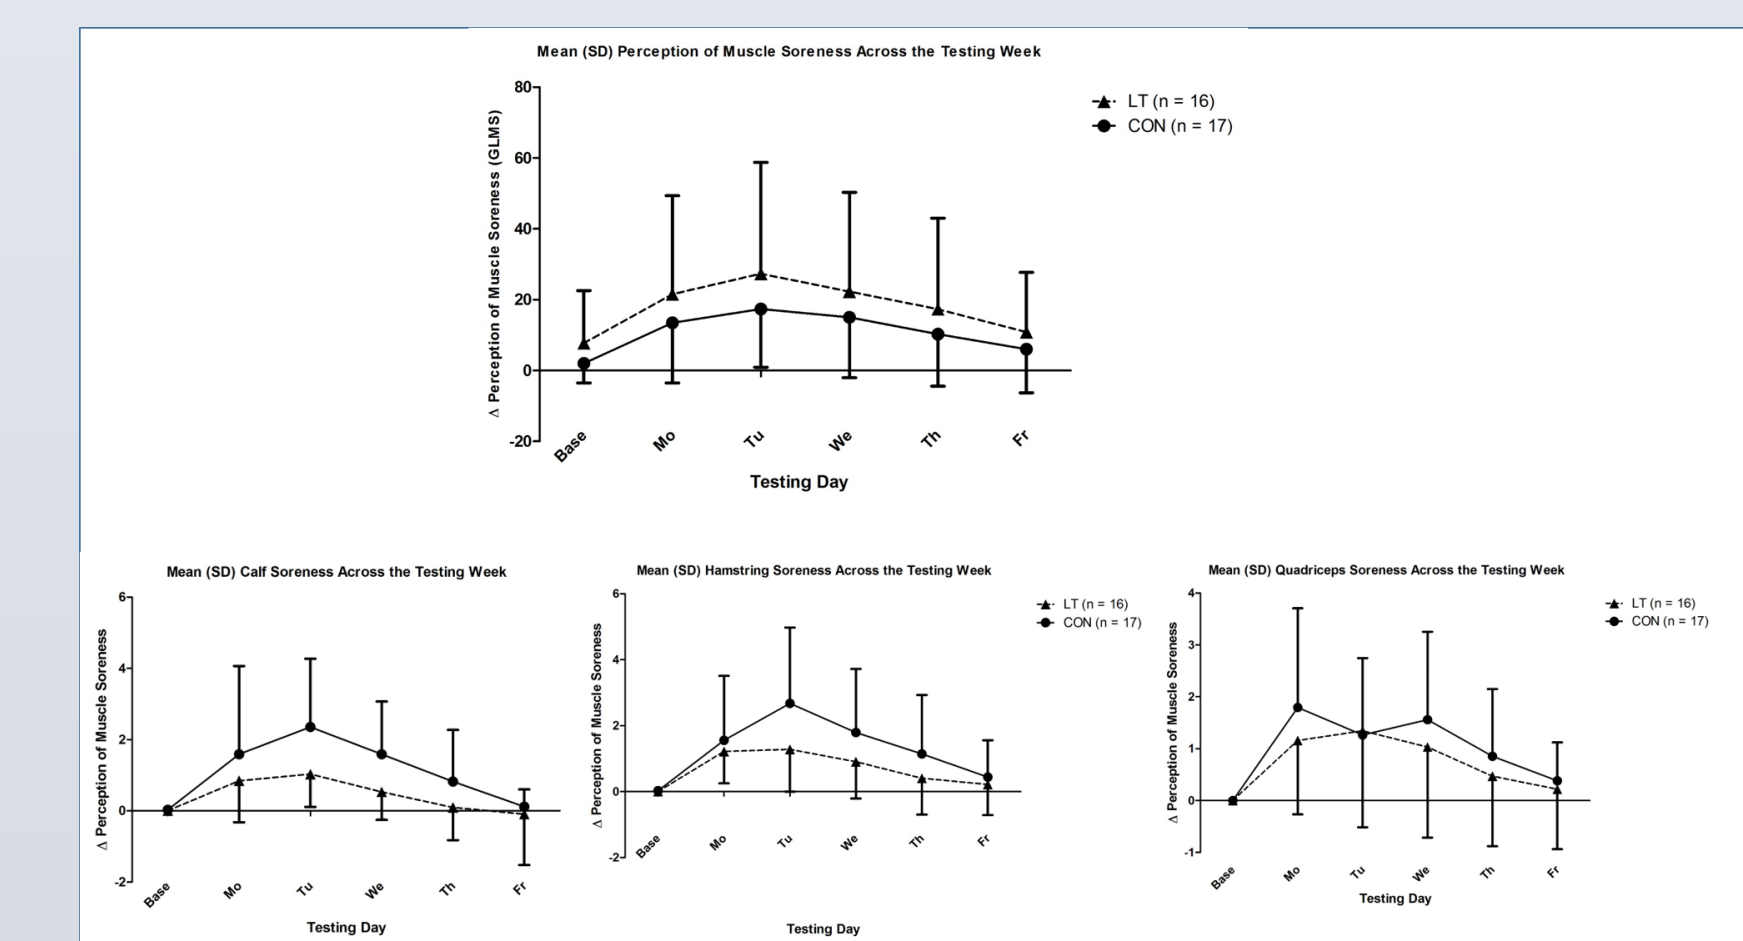 Mean (SD) Perception of Muscle Soreness Across the Testing Week
Δ Perception of Muscle Soreness (GLMS)
80
60
40
20
0
-20
Base Mo Tu We Th Fr
Testing Day
LT (n = 16)
CON (n = 17)
Mean (SD) Calf Soreness Across the Testing Week
Δ Perception of Muscle Soreness
6
4
2
0
-2
Base Mo Tu We Th Fr
Testing Day
Mean (SD) Hamstring Soreness Across the Testing Week
Δ Perception of Muscle Soreness
6
4
2
0
-2
Base Mo Tu We Th Fr
Testing Day
LT (n = 16)
CON (n = 17)
Mean (SD) Quadriceps Soreness Across the Testing Week
Δ Perception of Muscle Soreness
4
3
2
1
0
-1
Base Mo Tu We Th Fr
Testing Day
LT (n = 16)
CON (n = 17)